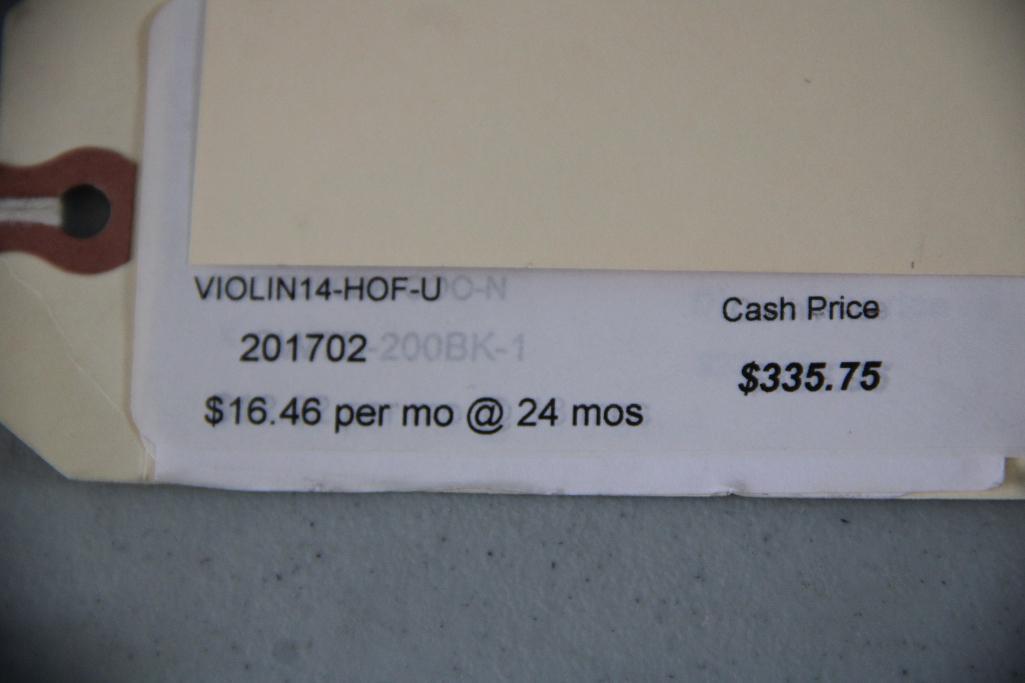 VIOLIN14-HOF-U
201702
$16.46 per mo @ 24 mos
Cash Price
$335.75